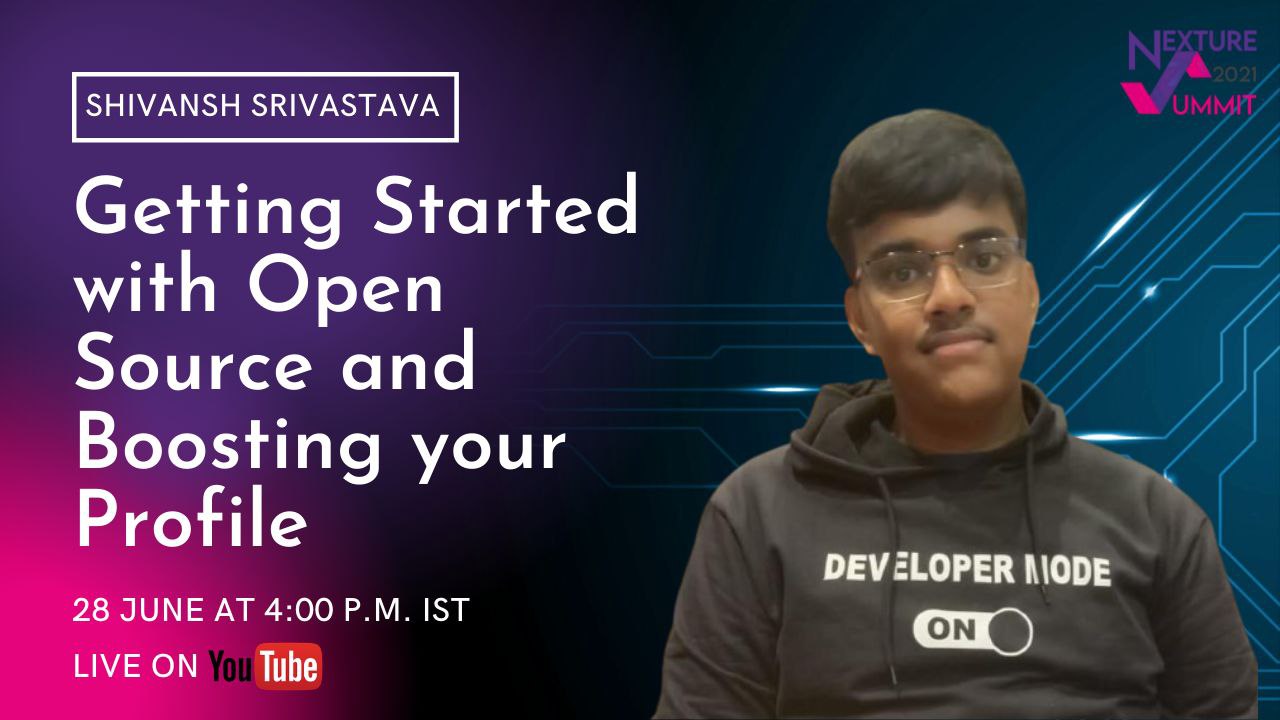 SHIVANSH SRIVASTAVA
Getting Started
with Open
Source and
Boosting your
Profile
28 JUNE AT 4:00 P.M. IST
LIVE ON YouTube
NEXTURE
2021
SUMMIT
DEVELOPER MODE
ON